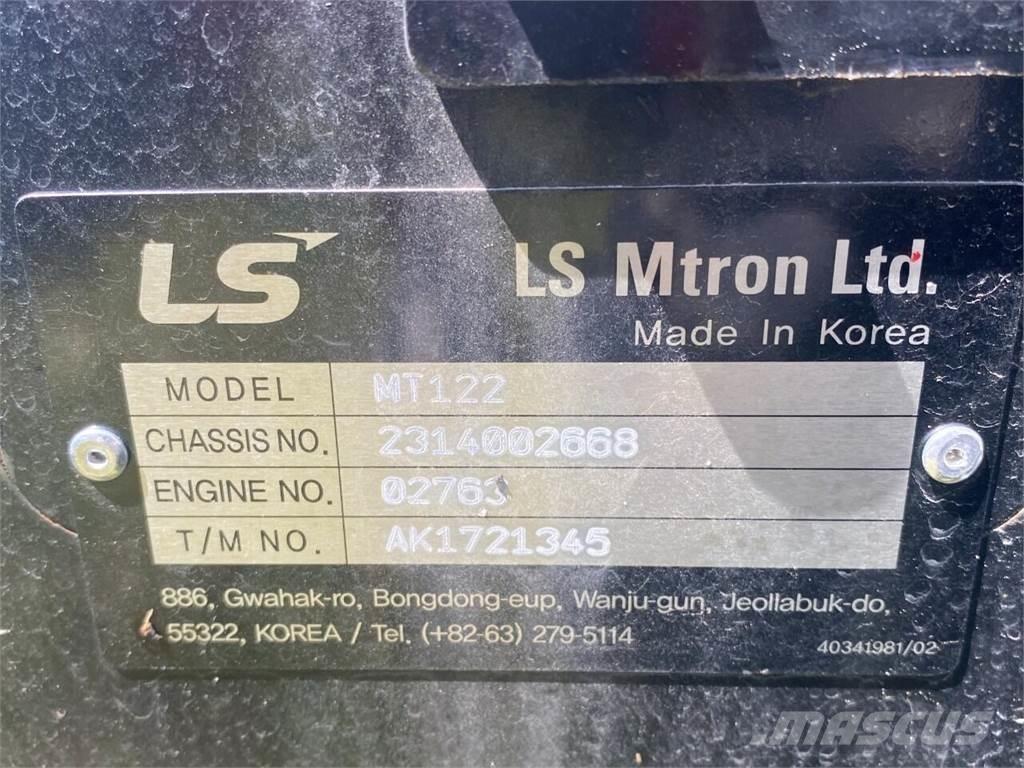 LS LS Mtron Ltd.
Made In Korea
MODEL MT122
CHASSIS NO. 2314002668
ENGINE NO. 02763
T/M NO. AK1721345
886, Gwahak-ro, Bongdong-eup, Wanju-gun, Jeollabuk-do,
55322, KOREA / Tel. (+82-63) 279-5114
40341981/02
MASCUS